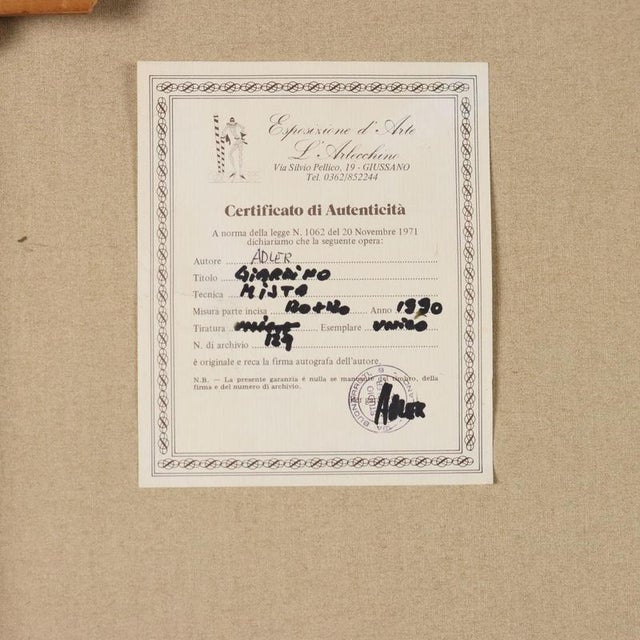 Esposizione d'Arte
L'Arlecchino
Via Silvio Pellico, 19 - GIUSSANO
Tel. 0362/852244
Certificato di Autenticità
A norma della legge N. 1062 del 20 Novembre 1971
dichiariamo che la seguente opera:
Autore ADLER
Titolo GIARDINO
Tecnica MISTA
Misura parte incisa Anno 1990
Tiratura Esemplare unico
N. di archivio 129
è originale e reca la firma autografa dell'autore.
N.B. — La presente garanzia è nulla se mancante del timbro, della
firma e del numero di archivio.
STUDIO
ADLER